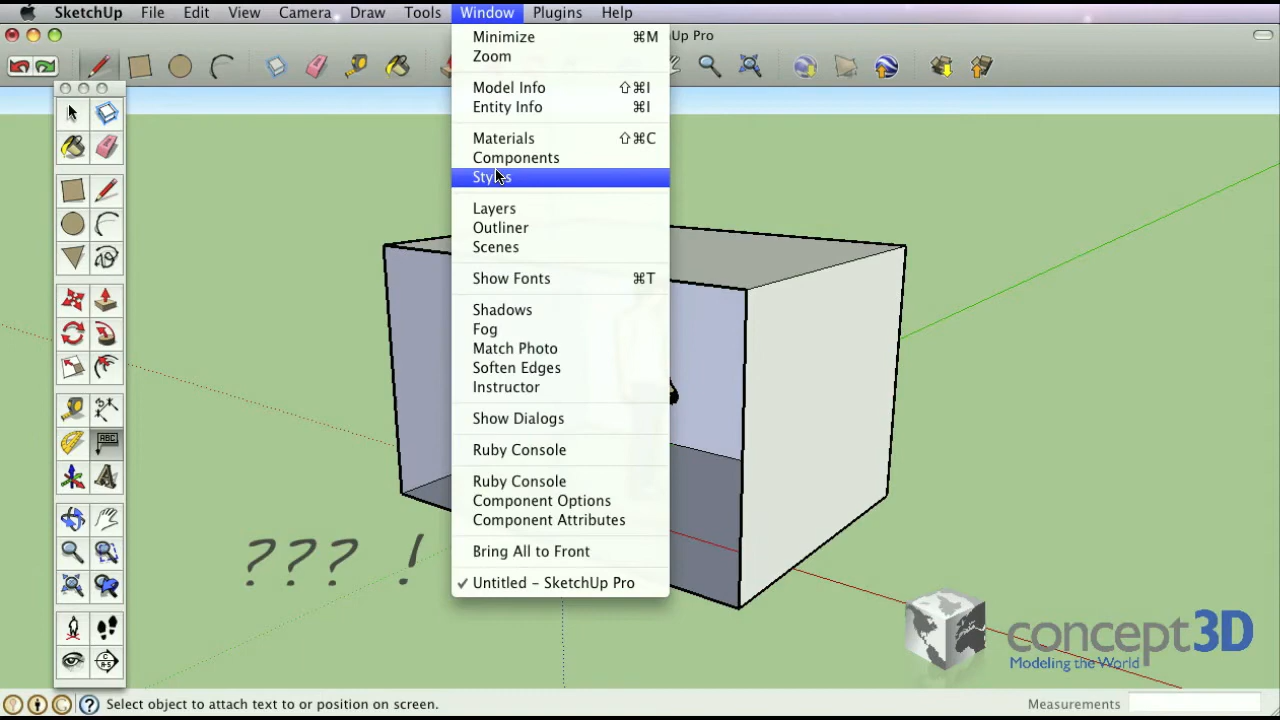 SketchUp File Edit View Camera Draw Tools Window Plugins Help
Minimize ⌘M
Zoom
Model Info ⇧⌘I
Entity Info ⌘I
Materials ⇧⌘C
Components
Styles
Layers
Outliner
Scenes
Show Fonts ⌘T
Shadows
Fog
Match Photo
Soften Edges
Instructor
Show Dialogs
Ruby Console
Ruby Console
Component Options
Component Attributes
Bring All to Front
✓ Untitled – SketchUp Pro
Up Pro
ABC
A
??? !
concept3D
Modeling the World
Select object to attach text to or position on screen.
Measurements